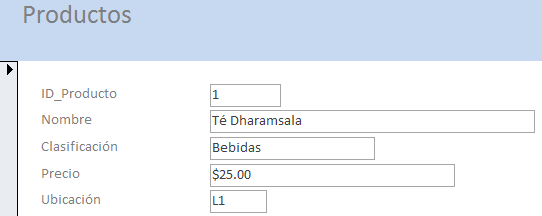 Productos
ID_Producto 1
Nombre Té Dharamsala
Clasificación Bebidas
Precio $25.00
Ubicación L1